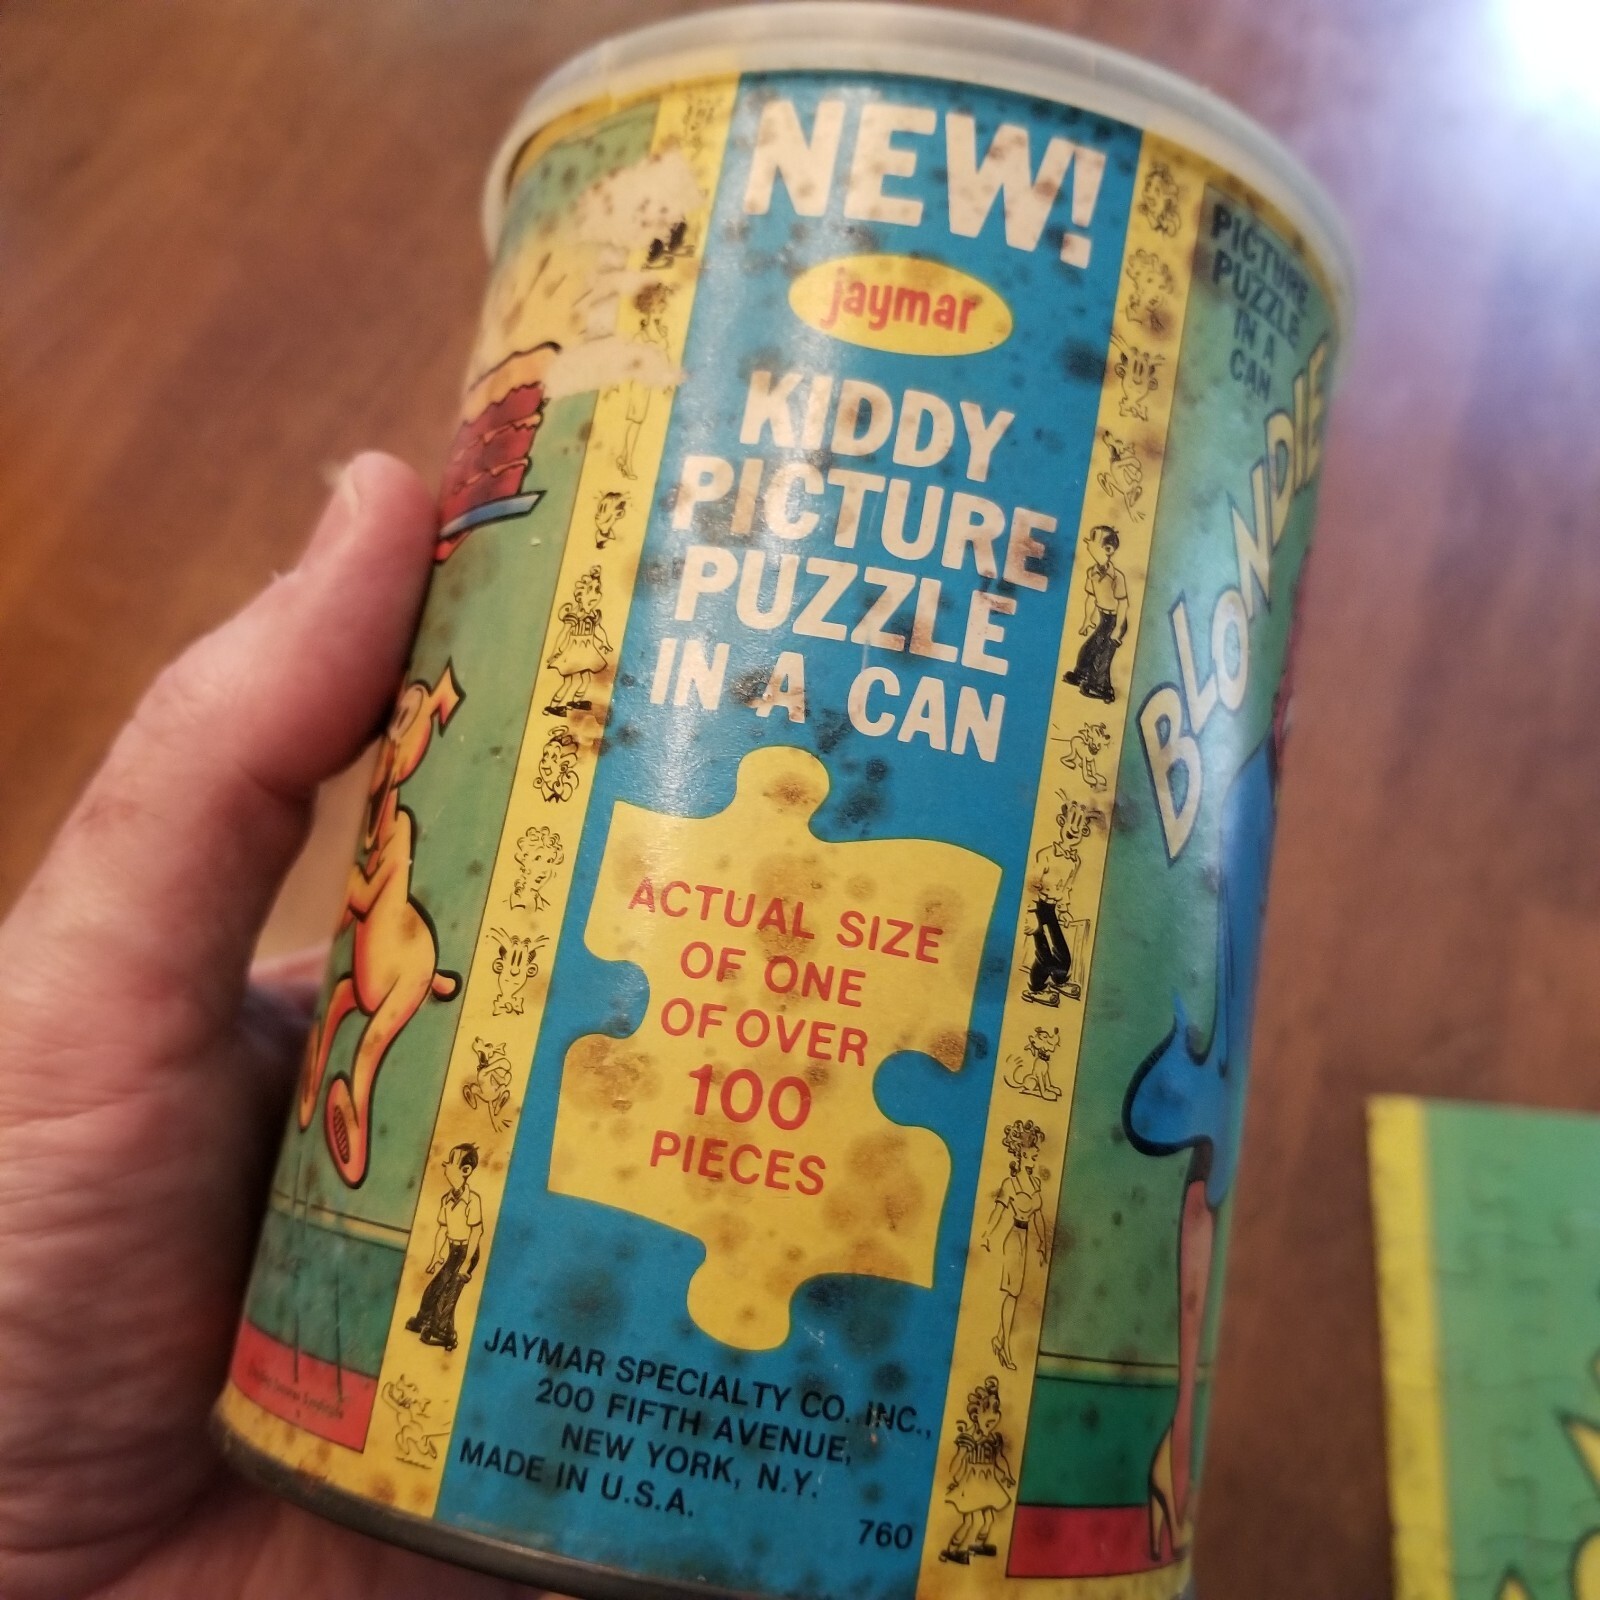 NEW!
jaymar
KIDDY
PICTURE
PUZZLE
IN A CAN
ACTUAL SIZE
OF ONE
OF OVER
100
PIECES
JAYMAR SPECIALTY CO. INC.,
200 FIFTH AVENUE,
NEW YORK, N.Y.
MADE IN U.S.A.
760
PICTURE
PUZZLE
IN A
CAN
BLONDIE